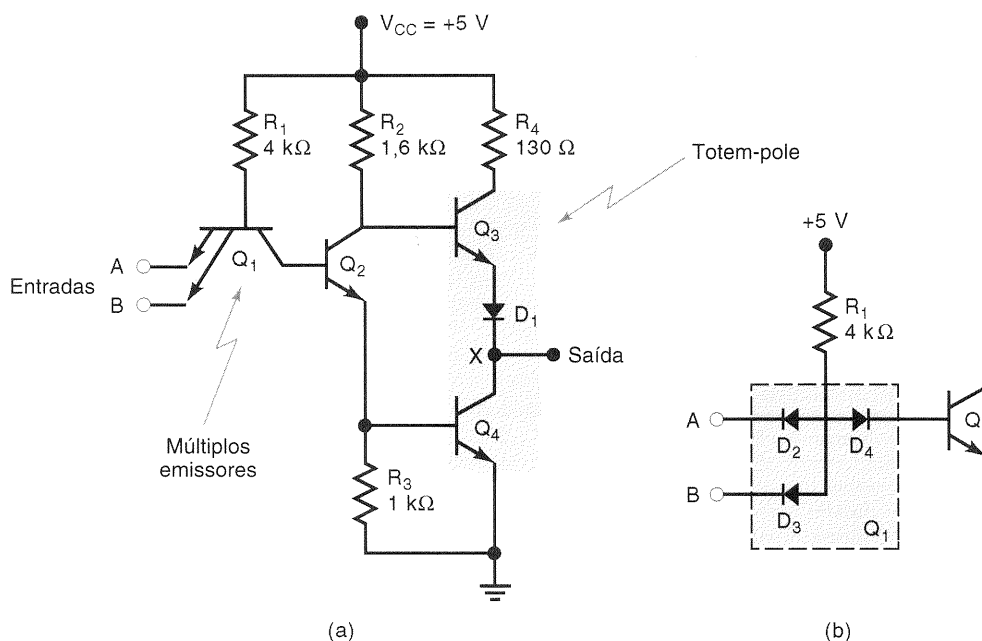 V_CC = +5 V
R_1
4 kΩ
R_2
1,6 kΩ
R_4
130 Ω
Totem-pole
Entradas
A
B
Q_1
Q_2
Q_3
D_1
X
Saída
Q_4
Múltiplos
emissores
R_3
1 kΩ
(a)
+5 V
R_1
4 kΩ
A
B
D_2
D_4
D_3
Q_1
Q
(b)